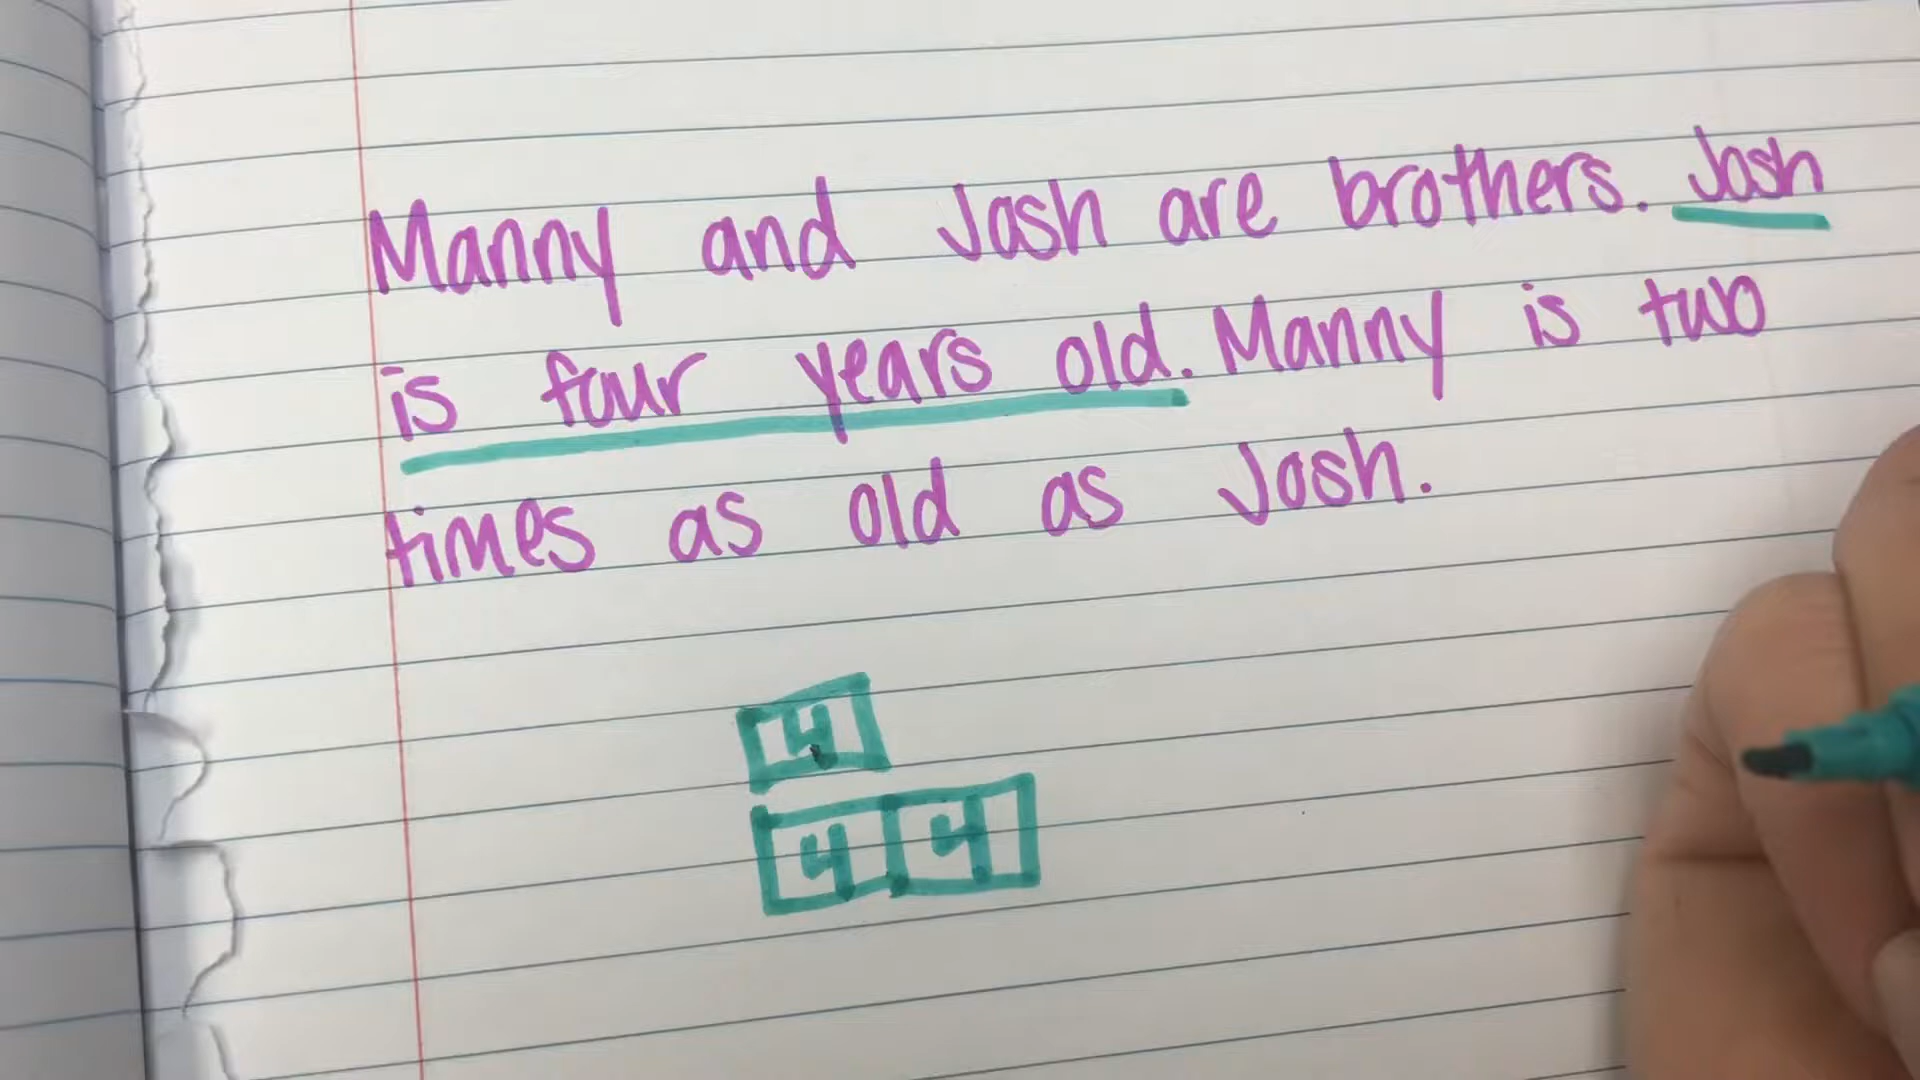 Manny and Josh are brothers. Josh
is four years old. Manny is two
times as old as Josh.
4
4 4